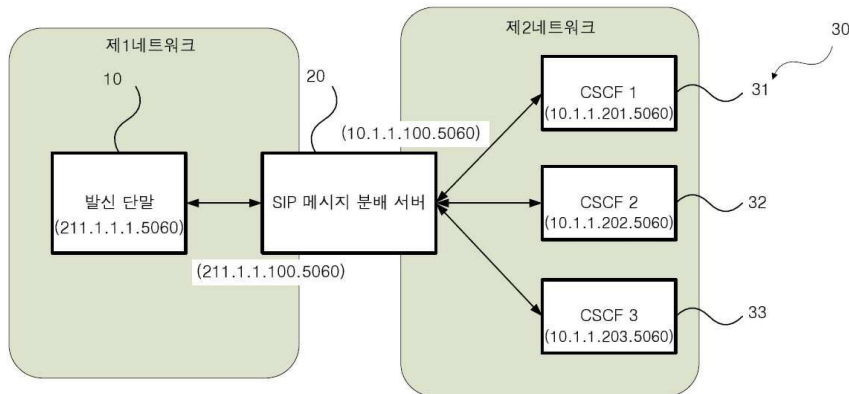 제1네트워크
제2네트워크
30
10
20
CSCF 1
(10.1.1.201.5060)
31
(10.1.1.100.5060)
발신 단말
(211.1.1.1.5060)
SIP 메시지 분배 서버
CSCF 2
(10.1.1.202.5060)
32
(211.1.1.100.5060)
CSCF 3
(10.1.1.203.5060)
33